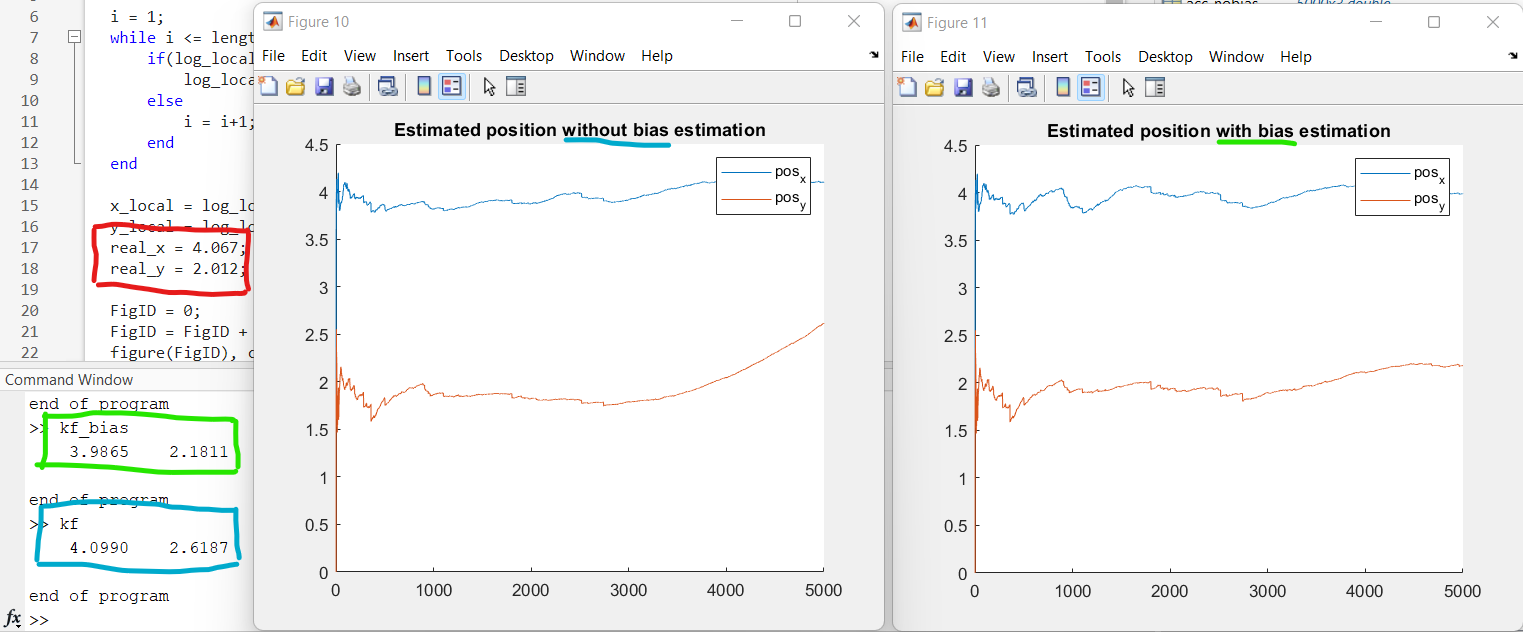 6 i = 1;
7 while i <= lengt
8 if(log_local
9 log_loca
10 else
11 i = i+1;
12 end
13 end
14
15 x_local = log_lo
16 y_local = log_lo
17 real_x = 4.067;
18 real_y = 2.012;
19
20 FigID = 0;
21 FigID = FigID +
22 figure(FigID), c
Command Window
end of program
>> kf_bias
3.9865 2.1811
end of program
>> kf
4.0990 2.6187
end of program
fx >>
Figure 10
File Edit View Insert Tools Desktop Window Help
Estimated position without bias estimation
4.5
4
3.5
3
2.5
2
1.5
1
0.5
0
0 1000 2000 3000 4000 5000
pos_x
pos_y
acc_nobias 5000x2 double
Figure 11
File Edit View Insert Tools Desktop Window Help
Estimated position with bias estimation
4.5
4
3.5
3
2.5
2
1.5
1
0.5
0
0 1000 2000 3000 4000 5000
pos_x
pos_y